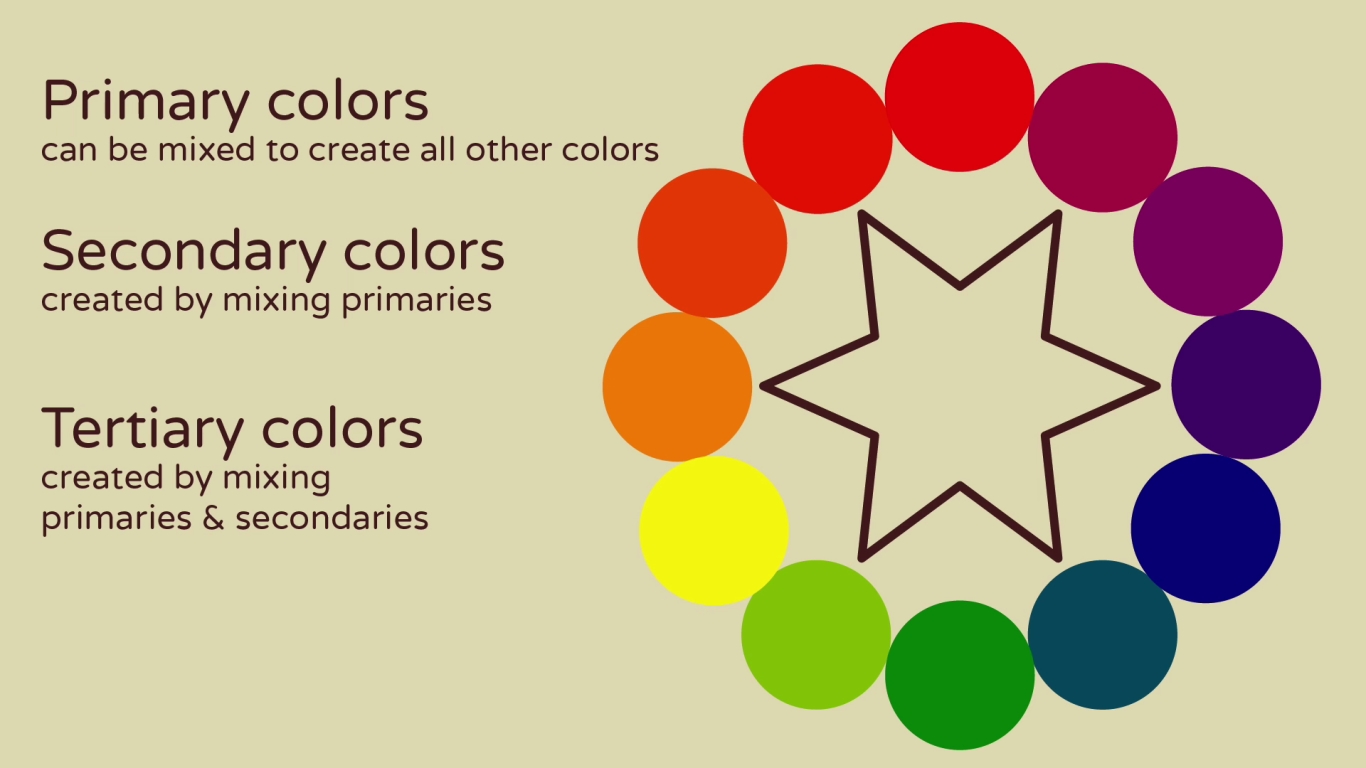 Primary colors
can be mixed to create all other colors
Secondary colors
created by mixing primaries
Tertiary colors
created by mixing
primaries & secondaries